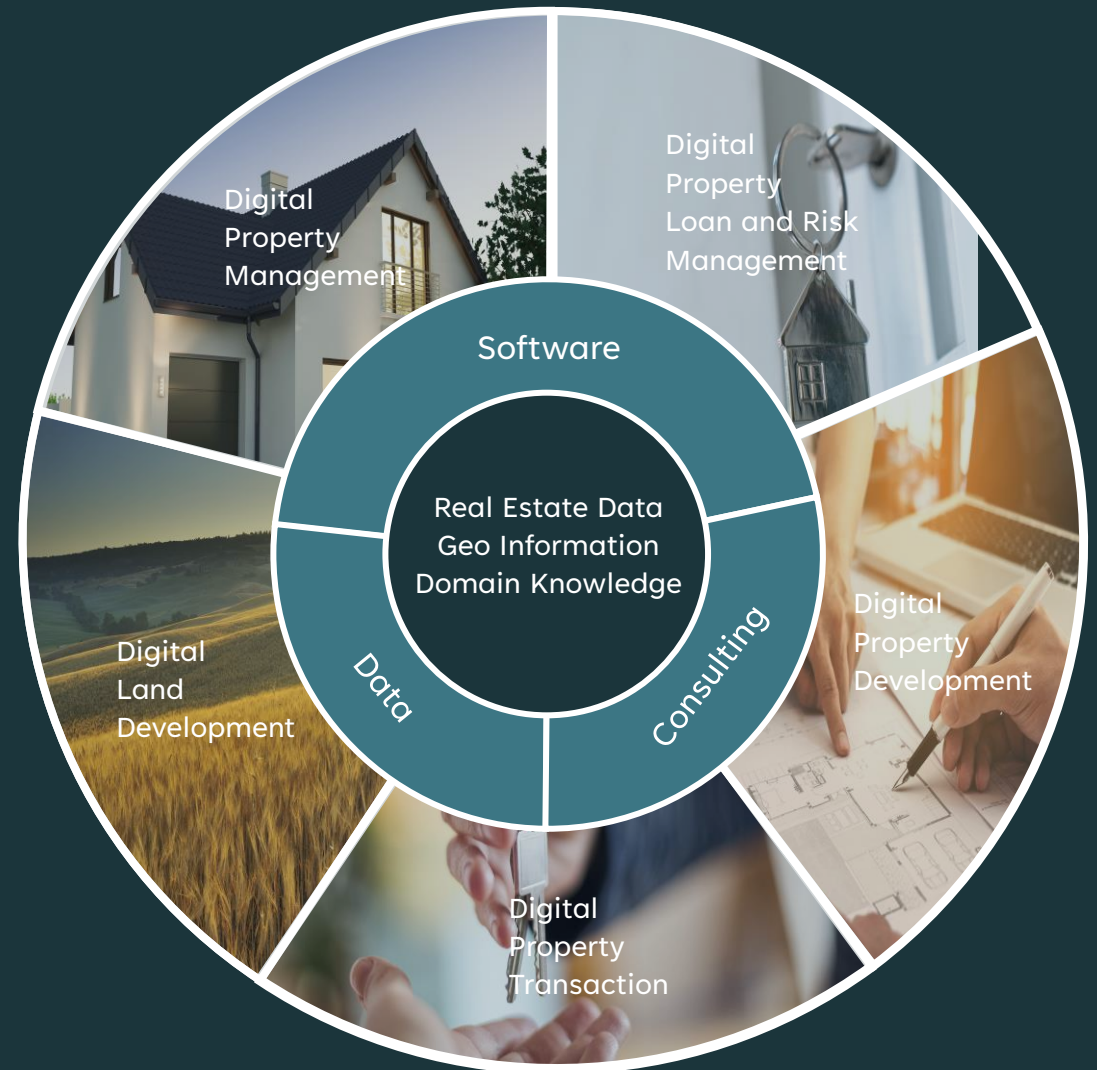 Digital
Property
Management
Digital
Property
Loan and Risk
Management
Software
Real Estate Data
Geo Information
Domain Knowledge
Digital
Property
Development
Digital
Land
Development
Data
Consulting
Digital
Property
Transaction